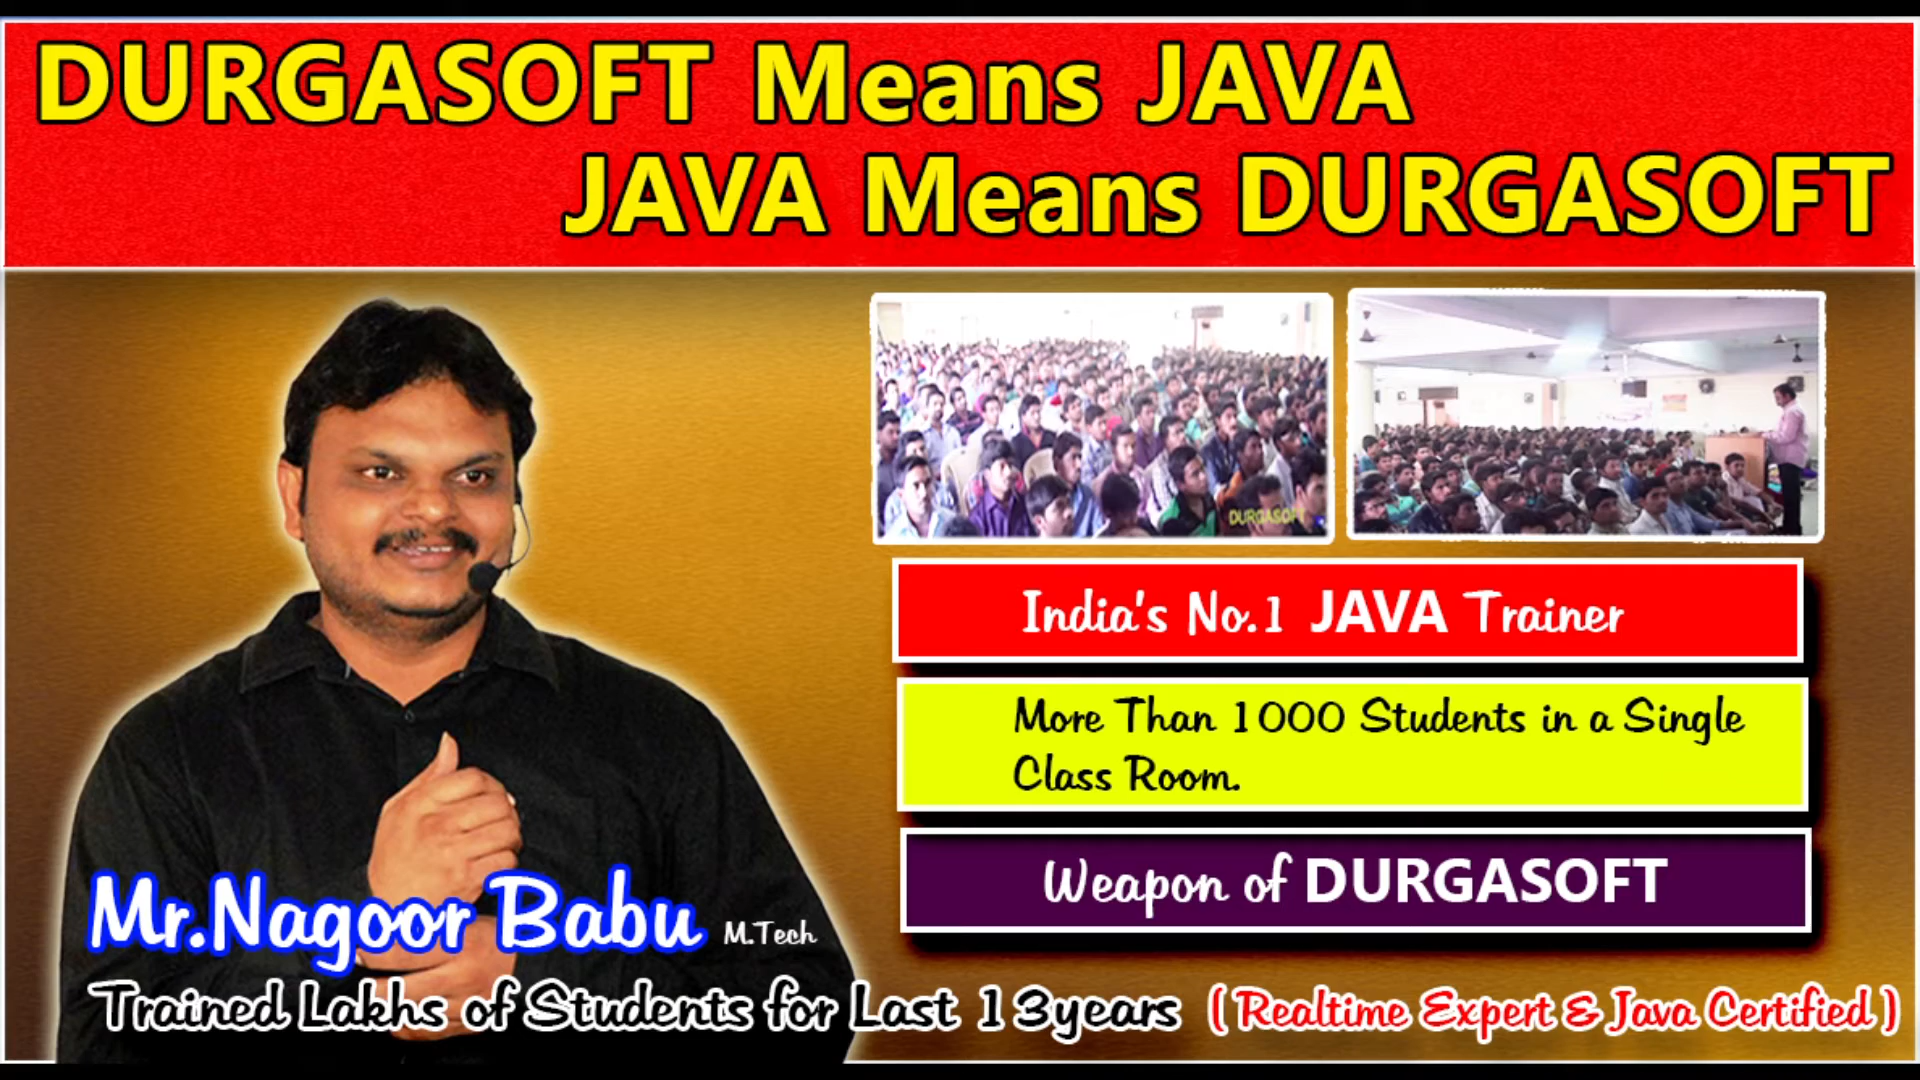 DURGASOFT Means JAVA
JAVA Means DURGASOFT
DURGASOFT
India's No.1 JAVA Trainer
More Than 1000 Students in a Single
Class Room.
Weapon of DURGASOFT
Mr.Nagoor Babu M.Tech
Trained Lakhs of Students for Last 13years (Realtime Expert & Java Certified)